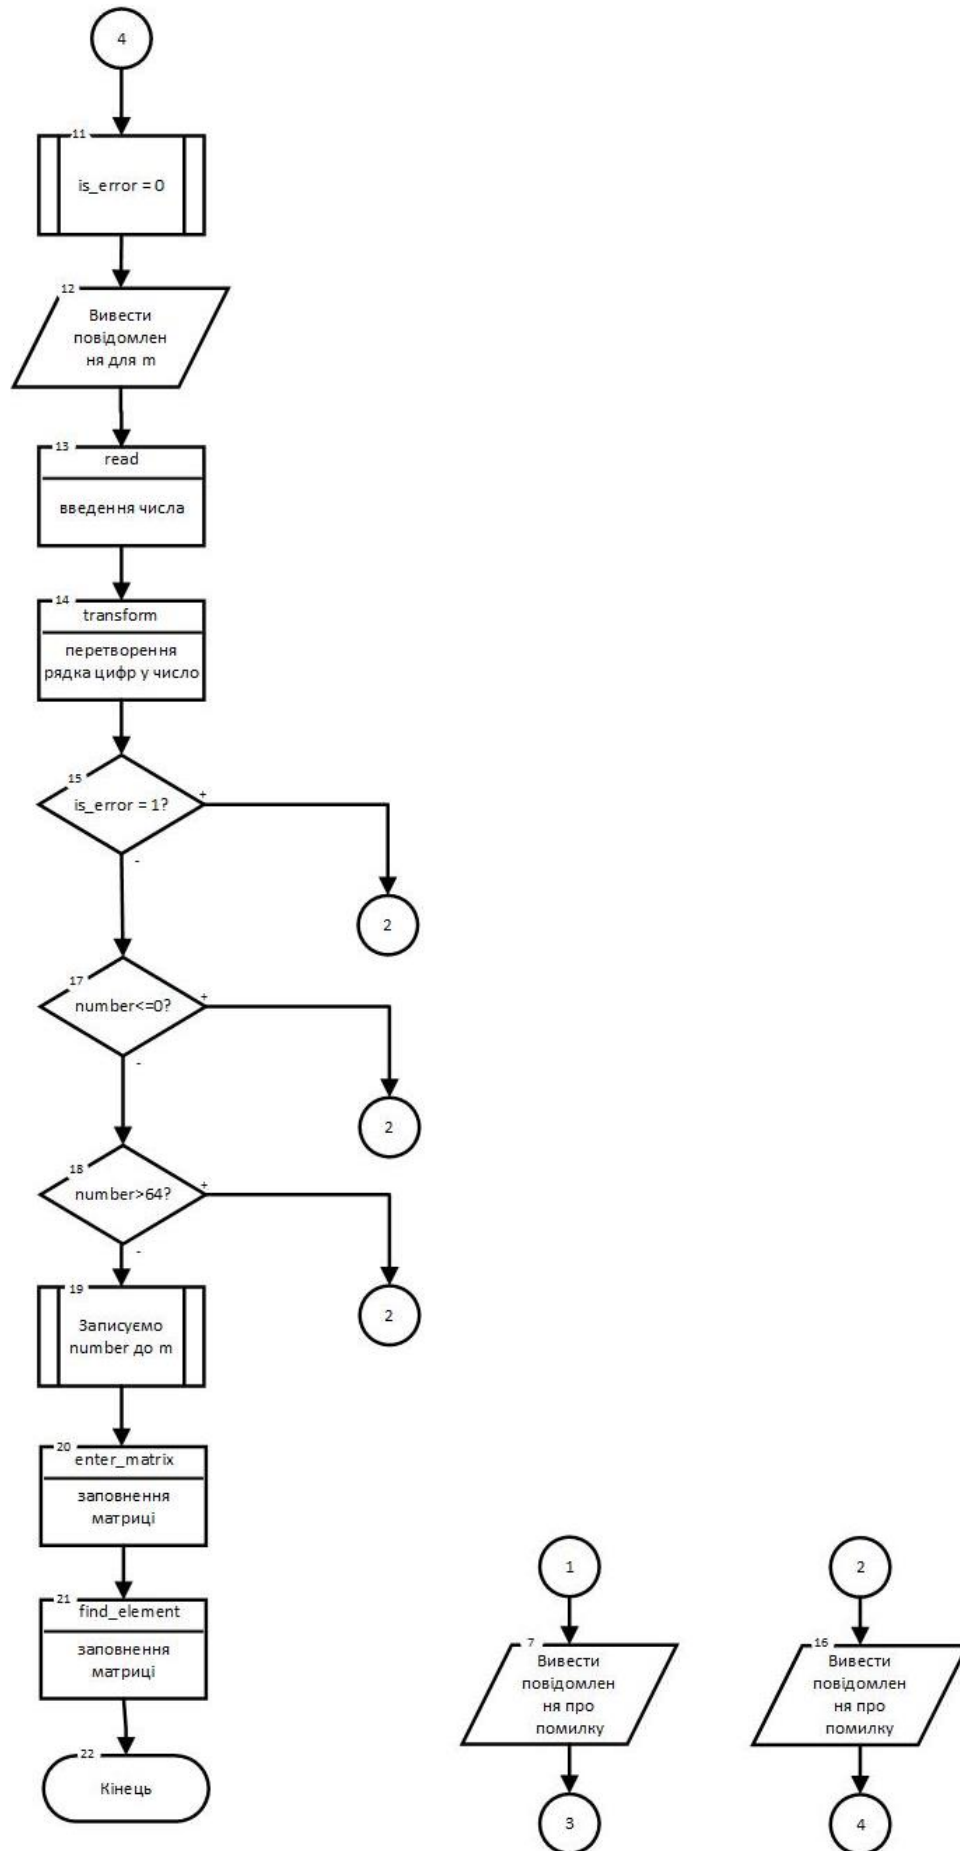 4
11
is_error = 0
12
Вивести
повідомлен
ня для m
13
read
введення числа
14
transform
перетворення
рядка цифр у число
15
is_error = 1?
+
-
2
17
number<=0?
+
-
2
18
number>64?
+
-
2
19
Записуємо
number до m
20
enter_matrix
заповнення
матриці
21
find_element
заповнення
матриці
22
Кінець
1
7
Вивести
повідомлен
ня про
помилку
3
2
16
Вивести
повідомлен
ня про
помилку
4